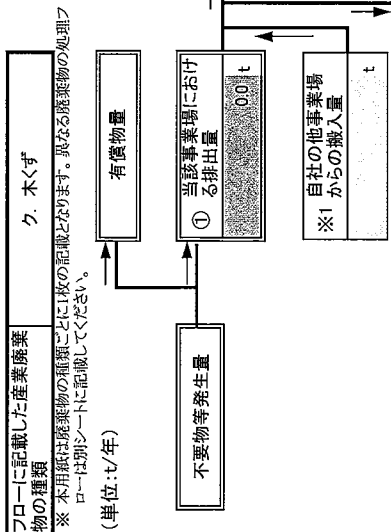 フローに記載した産業廃棄
物の種類
ク. 木くず
※ 本用紙は廃棄物の種類ごとに1枚の記載となります。異なる廃棄物の処理フ
ローは別シートに記載してください。
(単位:t/年)
不要物等発生量
有償物量
① 当該事業場におけ
る排出量
0.0 t
自社の他事業場
※1 からの搬入量
t